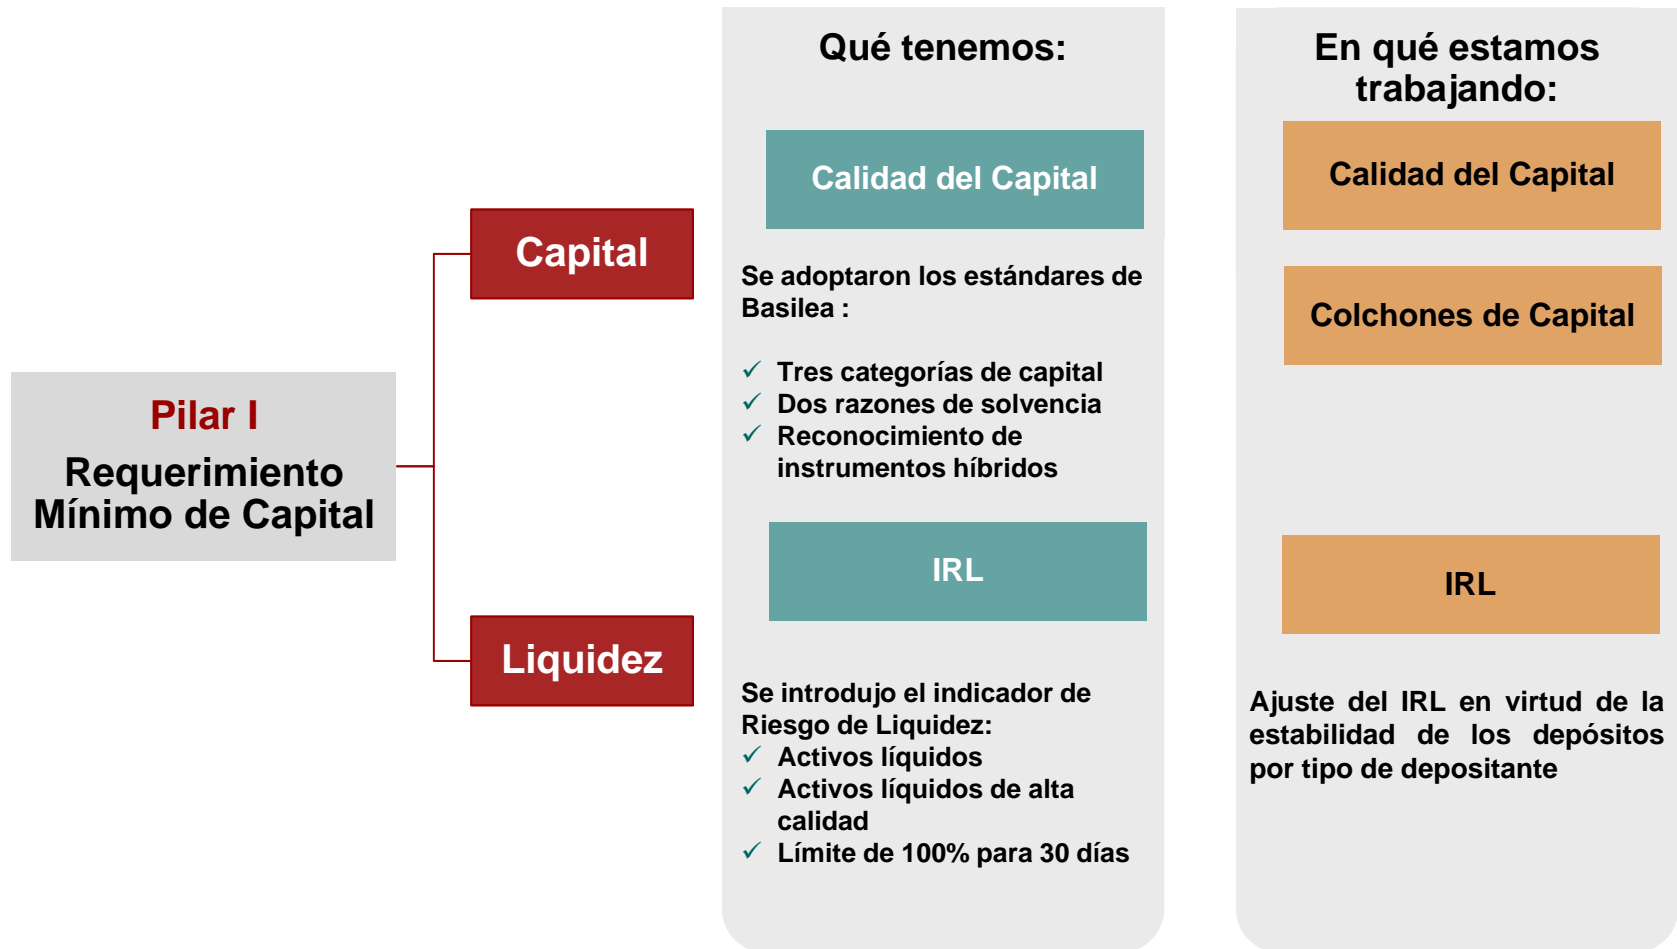 Pilar I
Requerimiento
Mínimo de Capital
Capital
Liquidez
Qué tenemos:
Calidad del Capital
Se adoptaron los estándares de
Basilea :
✓ Tres categorías de capital
✓ Dos razones de solvencia
✓ Reconocimiento de
instrumentos híbridos
IRL
Se introdujo el indicador de
Riesgo de Liquidez:
✓ Activos líquidos
✓ Activos líquidos de alta
calidad
✓ Límite de 100% para 30 días
En qué estamos
trabajando:
Calidad del Capital
Colchones de Capital
IRL
Ajuste del IRL en virtud de la
estabilidad de los depósitos
por tipo de depositante